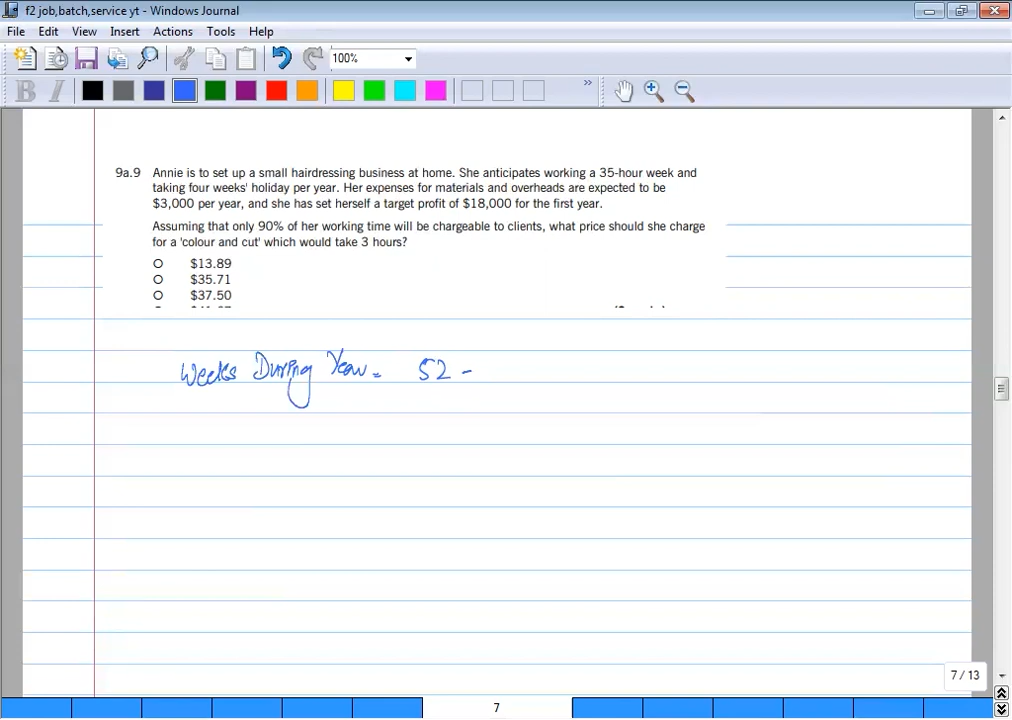 f2 job,batch,service yt - Windows Journal
File Edit View Insert Actions Tools Help
100%
B I
9a.9 Annie is to set up a small hairdressing business at home. She anticipates working a 35-hour week and
taking four weeks' holiday per year. Her expenses for materials and overheads are expected to be
$3,000 per year, and she has set herself a target profit of $18,000 for the first year.
Assuming that only 90% of her working time will be chargeable to clients, what price should she charge
for a 'colour and cut' which would take 3 hours?
O $13.89
O $35.71
O $37.50
Weeks During Year = 52 -
7 / 13
7